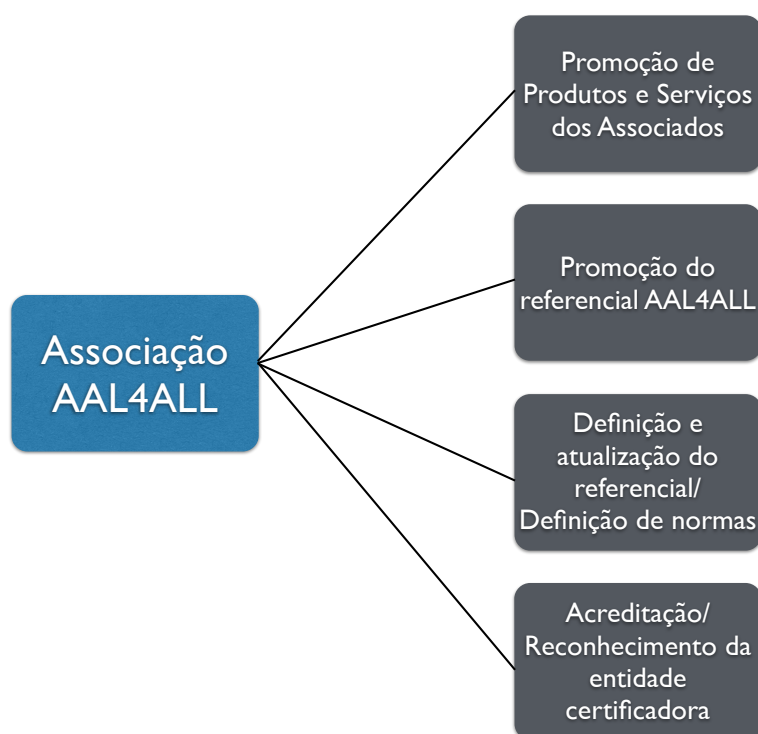 Associação
AAL4ALL
Promoção de
Produtos e Serviços
dos Associados
Promoção do
referencial AAL4ALL
Definição e
atualização do
referencial/
Definição de normas
Acreditação/
Reconhecimento da
entidade
certificadora